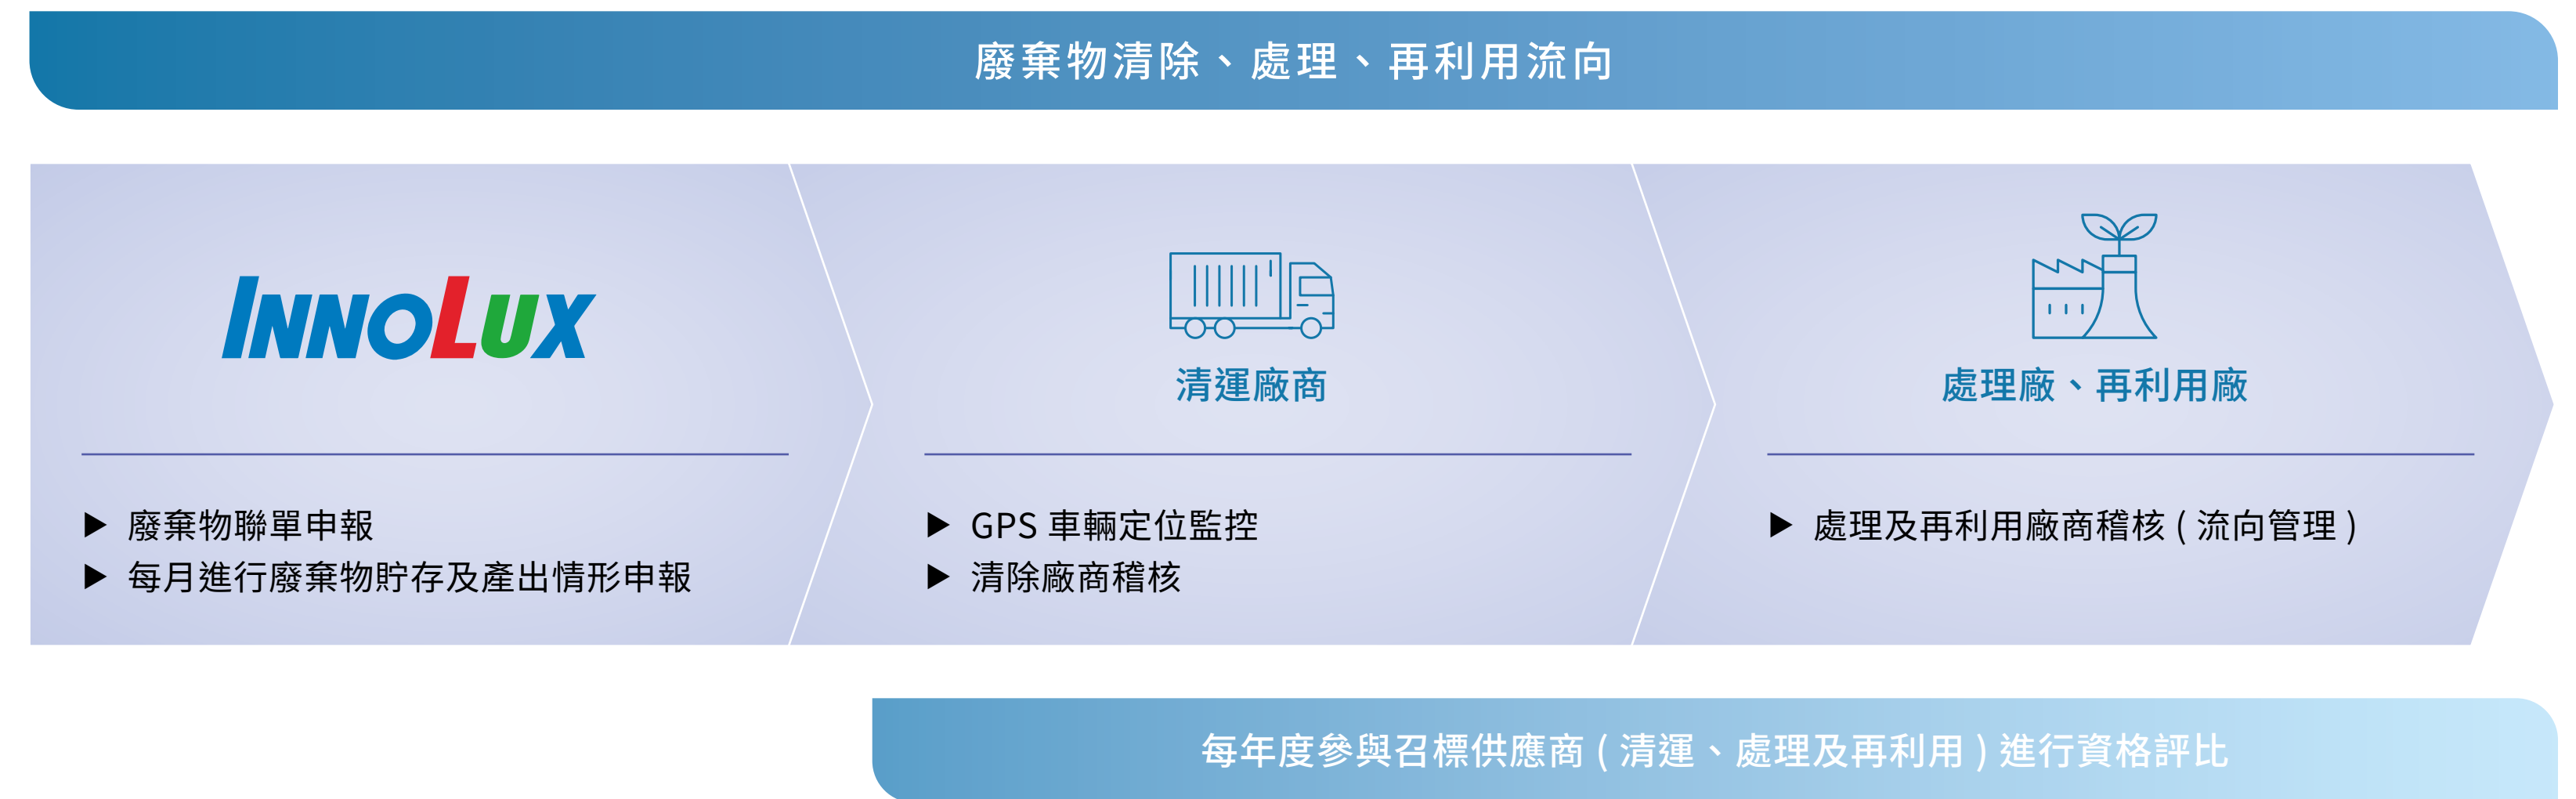 廢棄物清除、處理、再利用流向
INNOLUX
▶ 廢棄物聯單申報
▶ 每月進行廢棄物貯存及產出情形申報
清運廠商
▶ GPS 車輛定位監控
▶ 清除廠商稽核
處理廠、再利用廠
▶ 處理及再利用廠商稽核 ( 流向管理 )
每年度參與召標供應商 ( 清運、處理及再利用 ) 進行資格評比